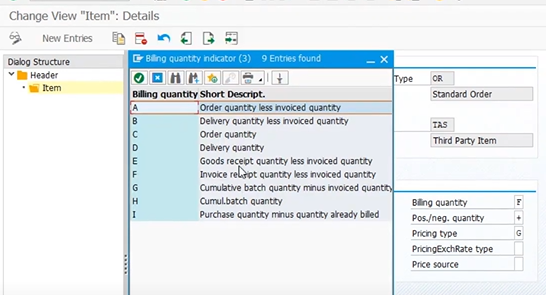 Change View "Item": Details
New Entries
Dialog Structure
Header
Item
Billing quantity indicator (3) 9 Entries found
Billing quantity Short Descript.
A Order quantity less invoiced quantity
B Delivery quantity less invoiced quantity
C Order quantity
D Delivery quantity
E Goods receipt quantity less invoiced quantity
F Invoice receipt quantity less invoiced quantity
G Cumulative batch quantity minus invoiced quantity
H Cumul.batch quantity
I Purchase quantity minus quantity already billed
Type OR
Standard Order
TAS
Third Party Item
Billing quantity F
Pos./neg. quantity +
Pricing type G
PricingExchRate type
Price source